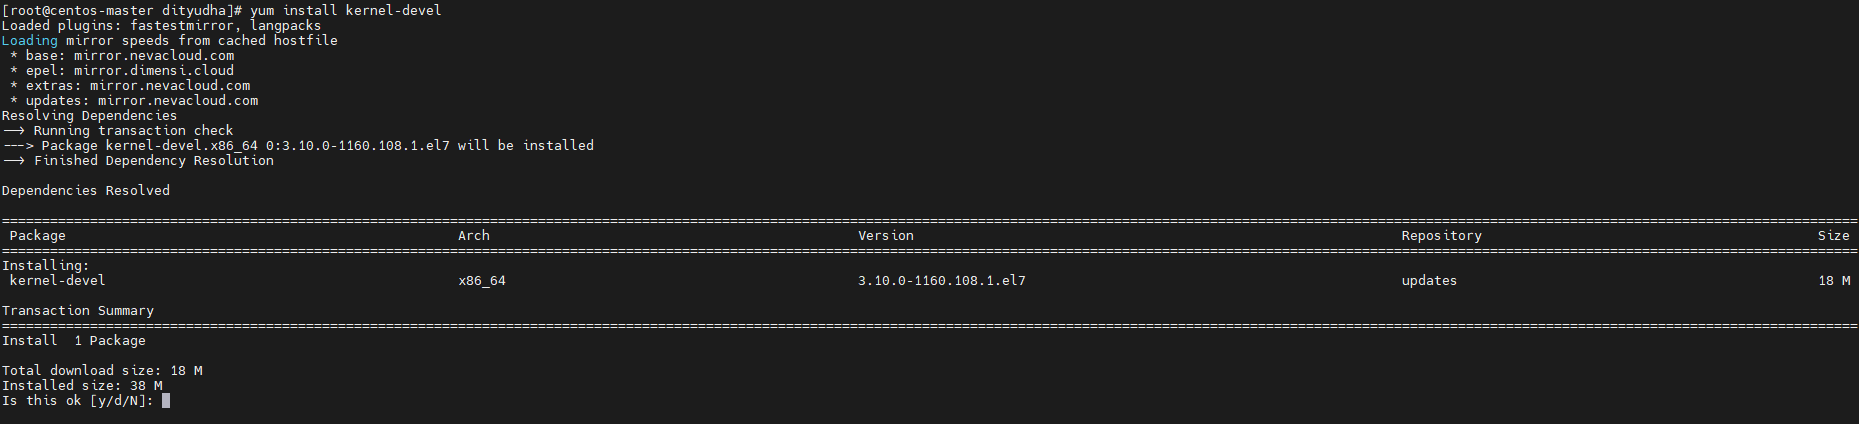 [root@centos-master dityudha]# yum install kernel-devel
Loaded plugins: fastestmirror, langpacks
Loading mirror speeds from cached hostfile
 * base: mirror.nevacloud.com
 * epel: mirror.dimensi.cloud
 * extras: mirror.nevacloud.com
 * updates: mirror.nevacloud.com
Resolving Dependencies
--> Running transaction check
---> Package kernel-devel.x86_64 0:3.10.0-1160.108.1.el7 will be installed
--> Finished Dependency Resolution
Dependencies Resolved
Package Arch Version Repository Size
Installing:
kernel-devel x86_64 3.10.0-1160.108.1.el7 updates 18 M
Transaction Summary
Install  1 Package
Total download size: 18 M
Installed size: 38 M
Is this ok [y/d/N]: